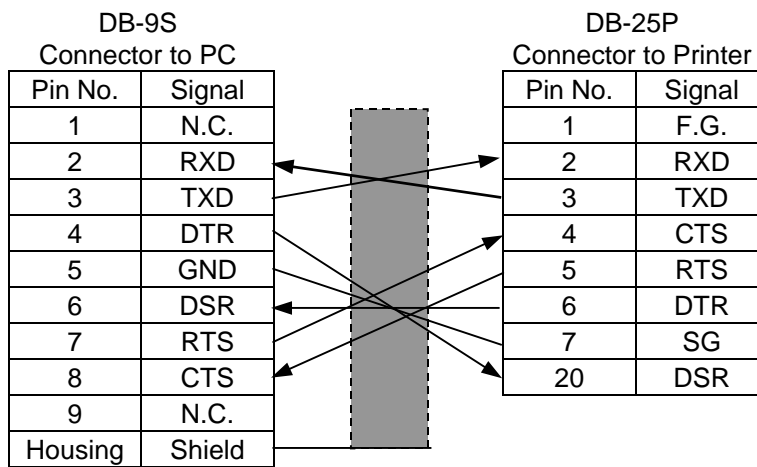 DB-9S
Connector to PC
Pin No. Signal
1 N.C.
2 RXD
3 TXD
4 DTR
5 GND
6 DSR
7 RTS
8 CTS
9 N.C.
Housing Shield
DB-25P
Connector to Printer
Pin No. Signal
1 F.G.
2 RXD
3 TXD
4 CTS
5 RTS
6 DTR
7 SG
20 DSR